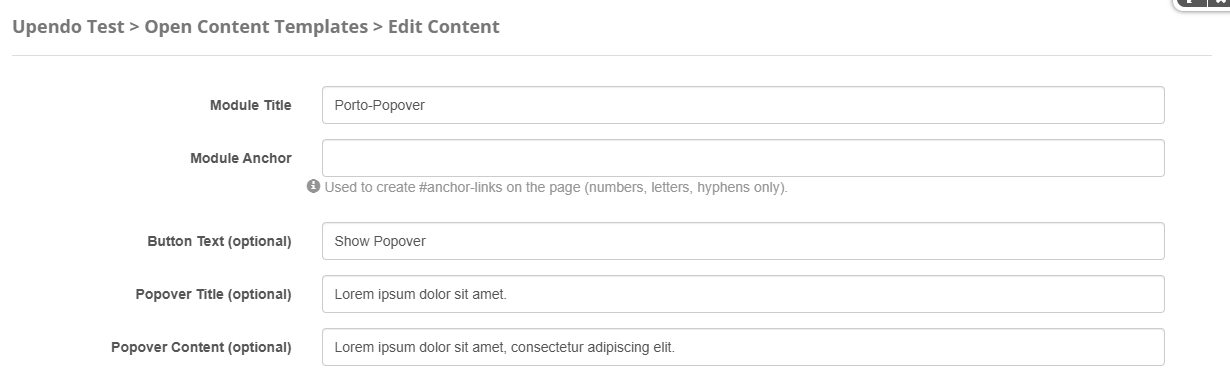 Upendo Test > Open Content Templates > Edit Content
Module Title
Porto-Popover
Module Anchor
Used to create #anchor-links on the page (numbers, letters, hyphens only).
Button Text (optional)
Show Popover
Popover Title (optional)
Lorem ipsum dolor sit amet.
Popover Content (optional)
Lorem ipsum dolor sit amet, consectetur adipiscing elit.